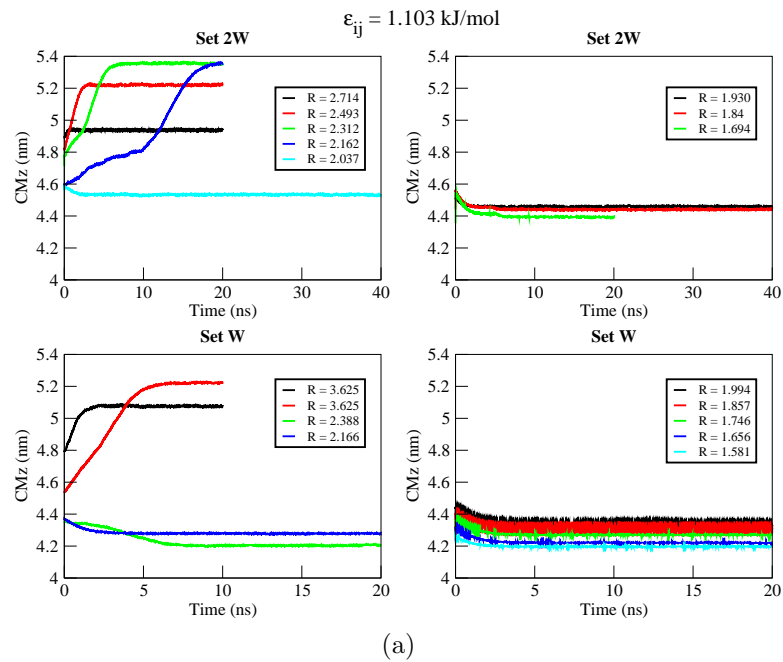 ε_ij = 1.103 kJ/mol
Set 2W
5.4
5.2
5
4.8
4.6
4.4
4.2
4
CMz (nm)
R = 2.714
R = 2.493
R = 2.312
R = 2.162
R = 2.037
0 10 20 30 40
Time (ns)
Set 2W
5.4
5.2
5
4.8
4.6
4.4
4.2
4
CMz (nm)
R = 1.930
R = 1.84
R = 1.694
0 10 20 30 40
Time (ns)
Set W
5.4
5.2
5
4.8
4.6
4.4
4.2
4
CMz (nm)
R = 3.625
R = 3.625
R = 2.388
R = 2.166
0 5 10 15 20
Time (ns)
Set W
5.4
5.2
5
4.8
4.6
4.4
4.2
4
CMz (nm)
R = 1.994
R = 1.857
R = 1.746
R = 1.656
R = 1.581
0 5 10 15 20
Time (ns)
(a)